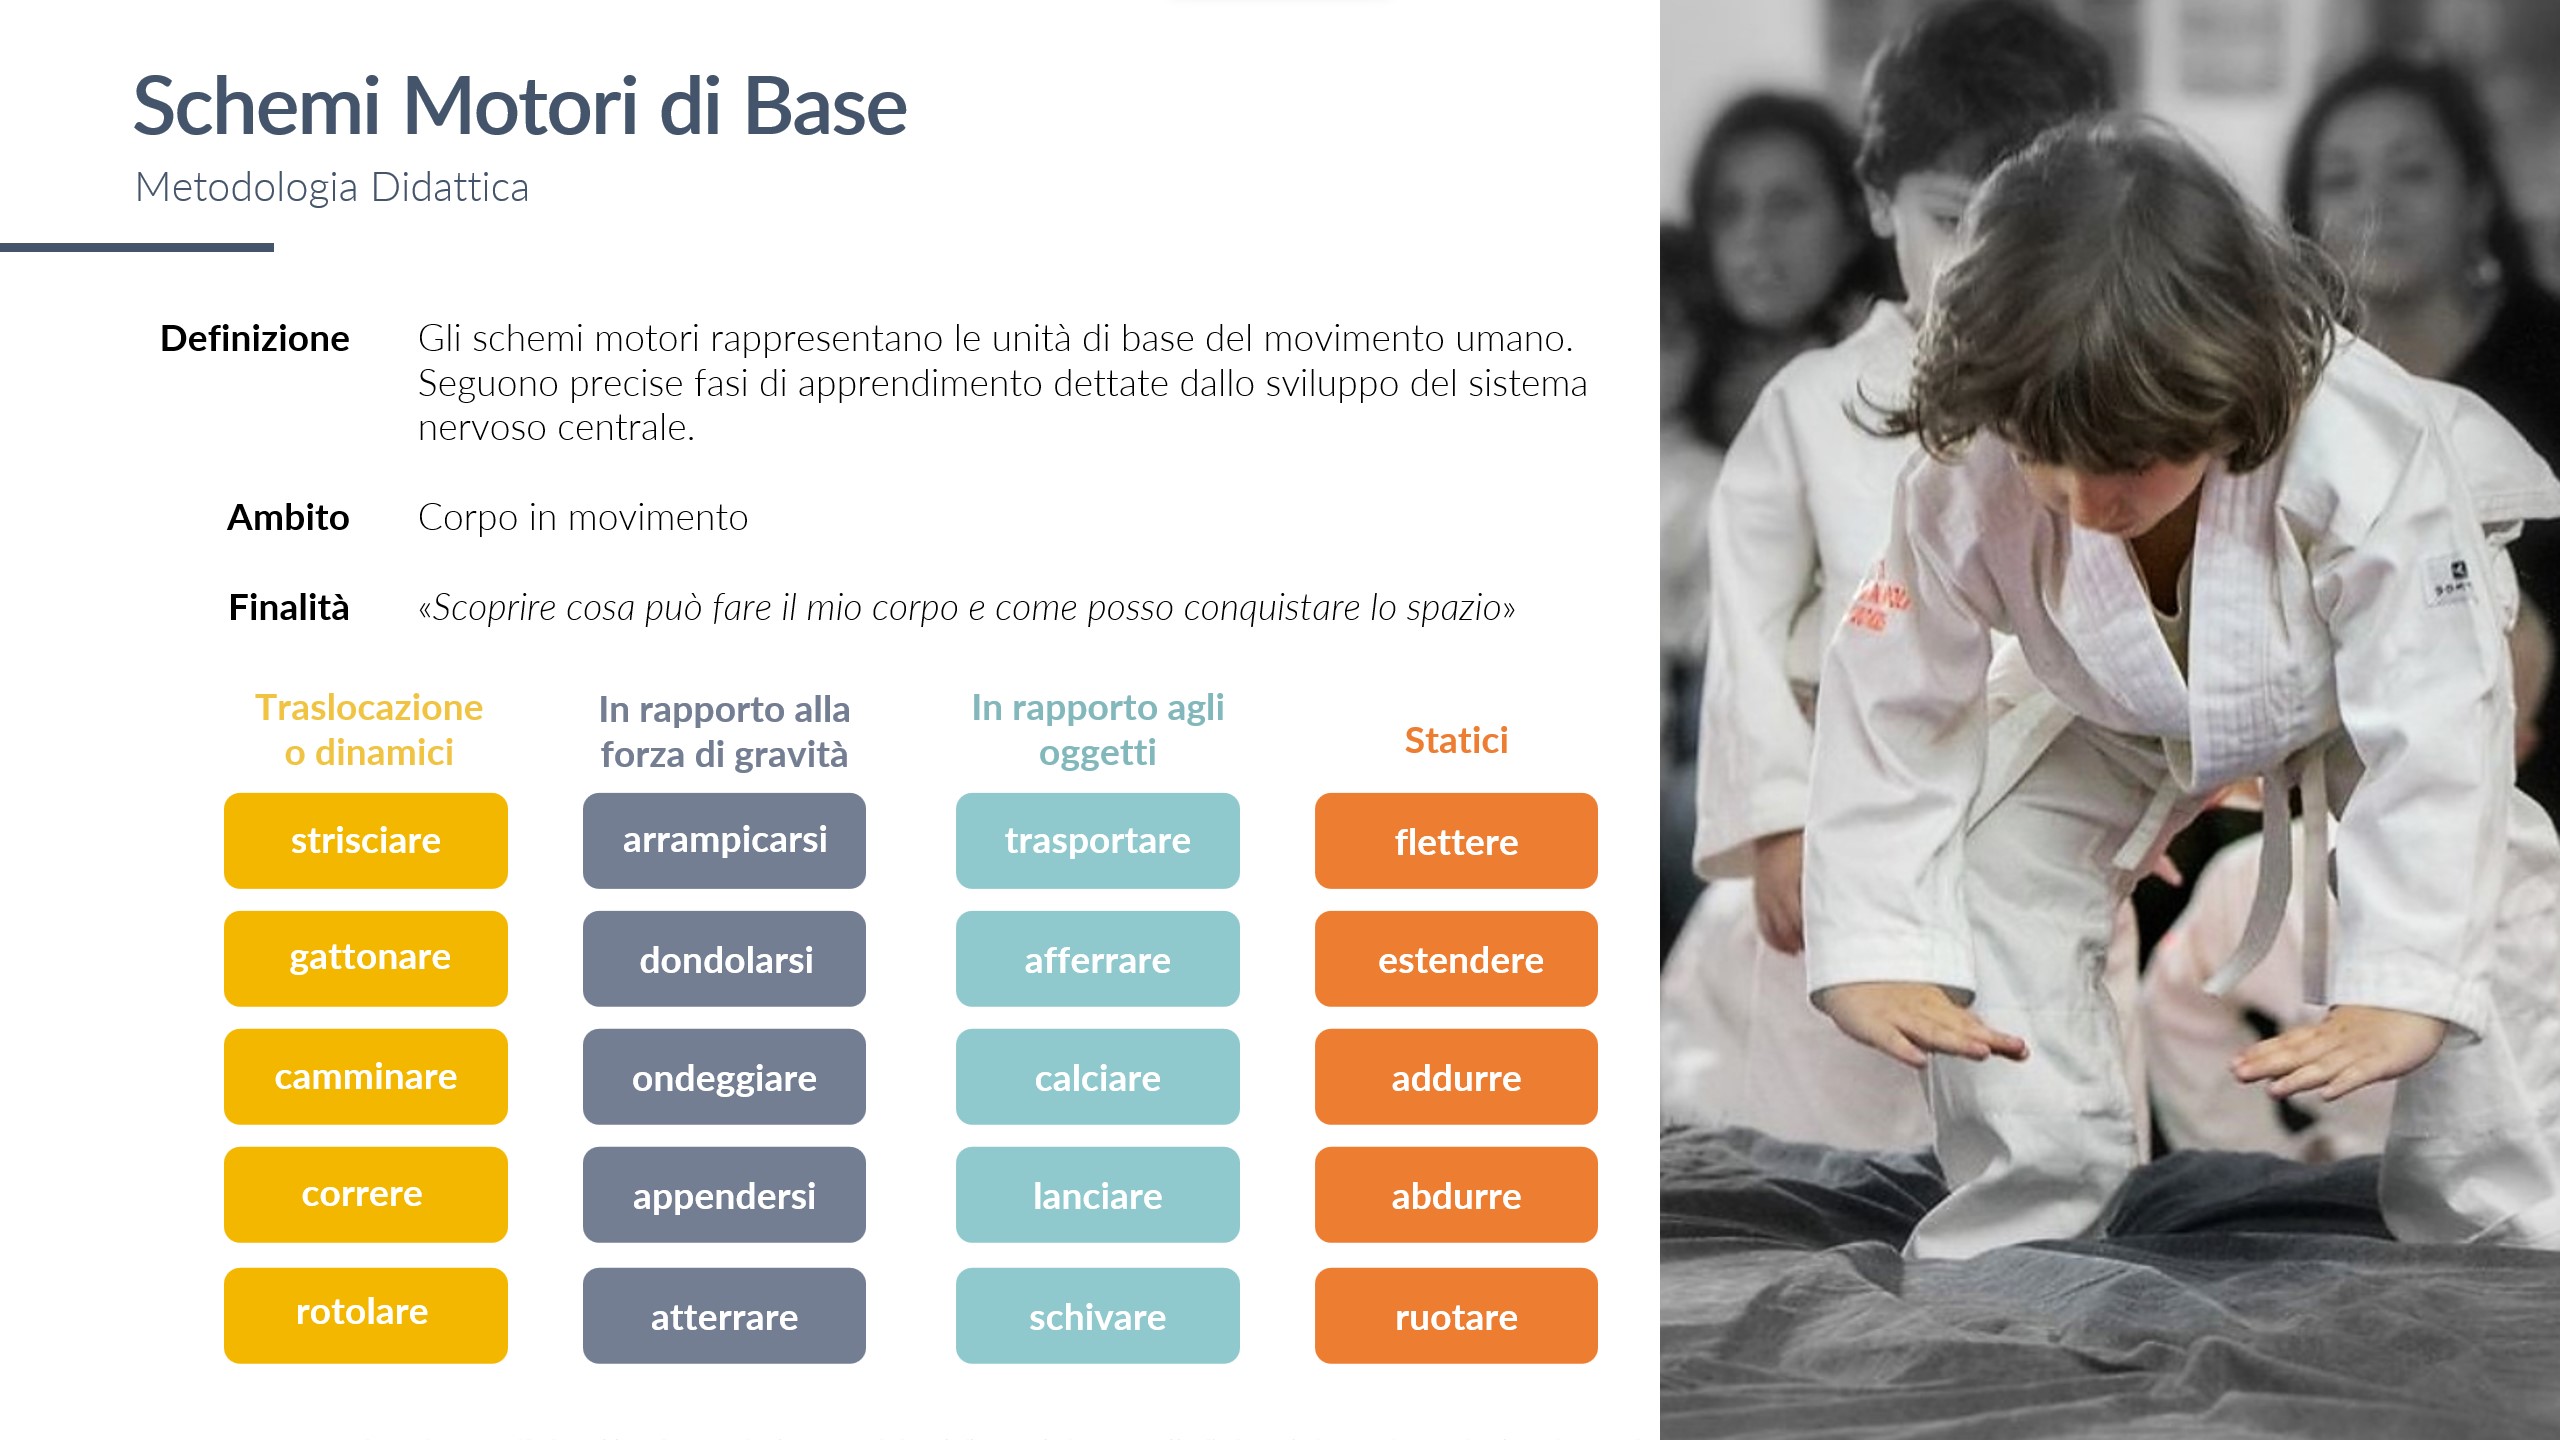 Schemi Motori di Base
Metodologia Didattica
Definizione
Gli schemi motori rappresentano le unità di base del movimento umano.
Seguono precise fasi di apprendimento dettate dallo sviluppo del sistema
nervoso centrale.
Ambito
Corpo in movimento
Finalità
«Scoprire cosa può fare il mio corpo e come posso conquistare lo spazio»
Traslocazione
o dinamici
strisciare
gattonare
camminare
correre
rotolare
In rapporto alla
forza di gravità
arrampicarsi
dondolarsi
ondeggiare
appendersi
atterrare
In rapporto agli
oggetti
trasportare
afferrare
calciare
lanciare
schivare
Statici
flettere
estendere
addurre
abdurre
ruotare